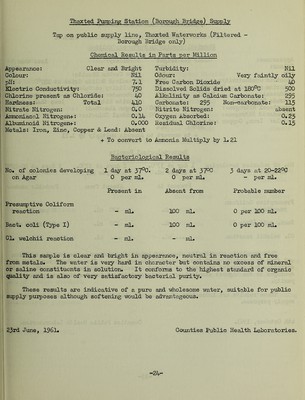 Thaxted Pumping Station (Borough Bridge) Supply
Tap on public supply line, Thaxted Waterworks (Filtered -
Borough Bridge only)
Chemical Results in Parts per Million
Appearance: Clear and Bright Turbidity: Nil
Colour: Nil Odour: Very faintly oily
pH: 7.1 Free Carbon Dioxide 40
Electric Conductivity: 750 Dissolved Solids dried at 180°C 500
Chlorine present as Chloride: 40 Alkalinity as Calcium Carbonate: 295
Hardness: Total 410 Carbonate: 295 Non-carbonate: 115
Nitrate Nitrogen: 0.0 Nitrite Nitrogen: absent
Ammoniacal Nitrogen: 0.14 Oxygen absorbed: 0.25
Albuminoid Nitrogen: 0.000 Residual Chlorine: 0.15
Metals: Iron, Zinc, Copper & Lead: Absent
+ To convert to Ammonia Multiply by 1.21
Bacteriological Results
No. of colonies developing 1 day at 37°C. 2 days at 37°C 3 days at 20-22°C
on Agar 0 per ml. 0 per ml. - per ml.
Present in Absent from Probable number
Presumptive Coliform
reaction - ml. 100 ml. 0 per 100 ml.
Bact. coli (Type I) - ml. 100 ml. 0 per 100 ml.
Cl. welchii reaction - ml. - ml.
This sample is clear and bright in appearance, neutral in reaction and free
from metals. The water is very hard in character but contains no excess of mineral
or saline constituents in solution. It conforms to the highest standard of organic
quality and is also of very satisfactory bacterial purity.
These results are indicative of a pure and wholesome water, suitable for public
supply purposes although softening would be advantageous.
23rd June, 1961. Counties Public Health Laboratories.
-24-